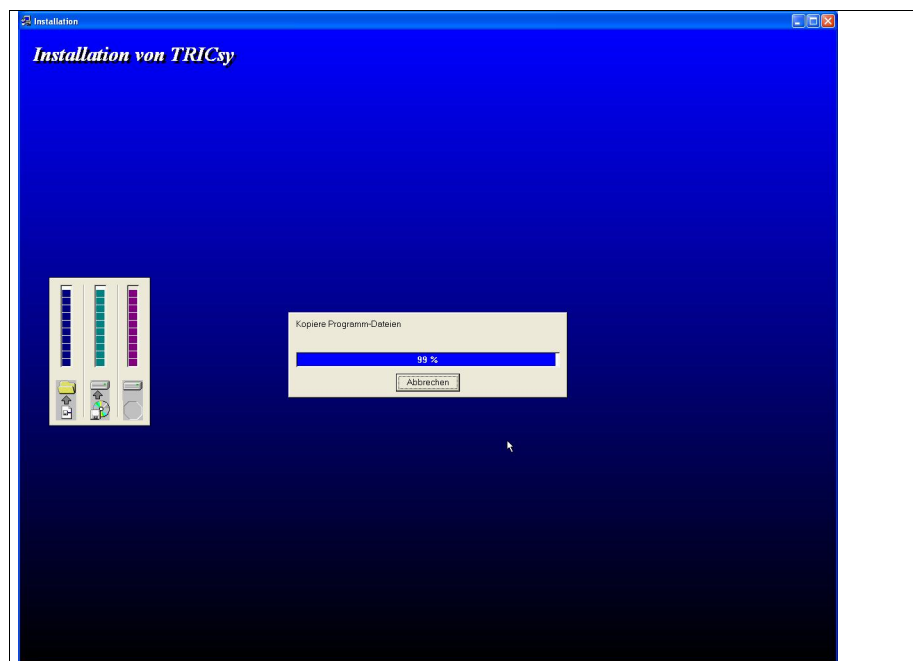 Installation
Installation von TRICsy
Kopiere Programm-Dateien
99 %
Abbrechen